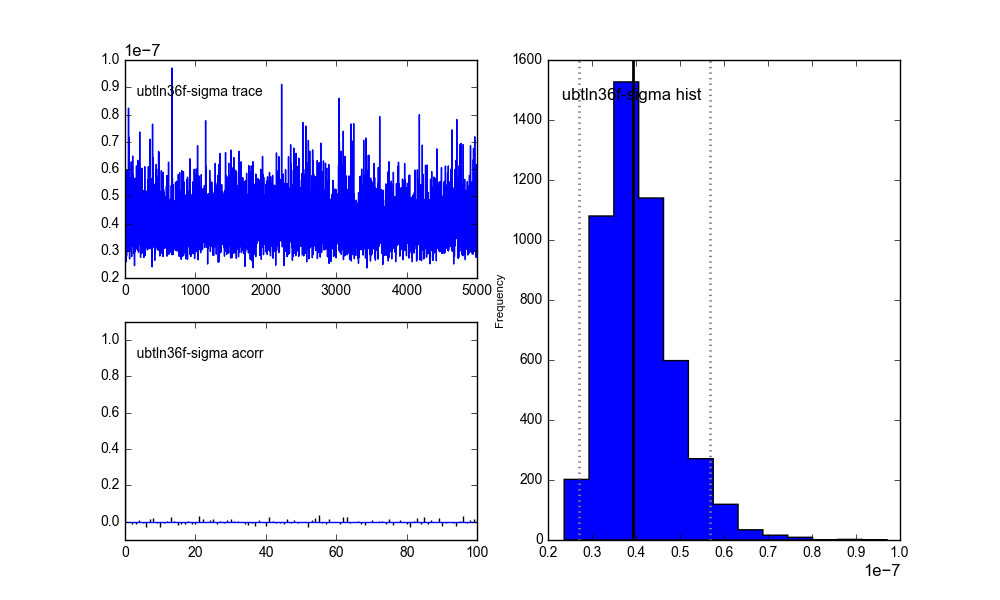 1e−7
1.0
0.9
0.8
0.7
0.6
0.5
0.4
0.3
0.2
ubtln36f-sigma trace
0 1000 2000 3000 4000 5000
1.0
0.8
0.6
0.4
0.2
0.0
ubtln36f-sigma acorr
0 20 40 60 80 100
Frequency
1600
1400
1200
1000
800
600
400
200
0
ubtln36f-sigma hist
0.2 0.3 0.4 0.5 0.6 0.7 0.8 0.9 1.0
1e−7